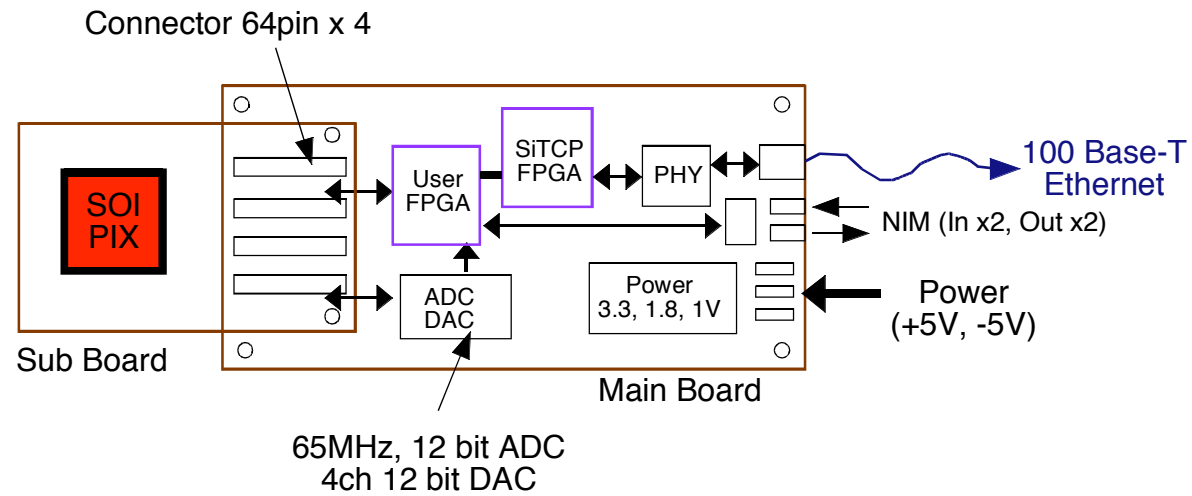 Connector 64pin x 4
SOI
PIX
Sub Board
User
FPGA
SiTCP
FPGA
PHY
100 Base-T
Ethernet
NIM (In x2, Out x2)
ADC
DAC
Power
3.3, 1.8, 1V
Power
(+5V, -5V)
Main Board
65MHz, 12 bit ADC
4ch 12 bit DAC